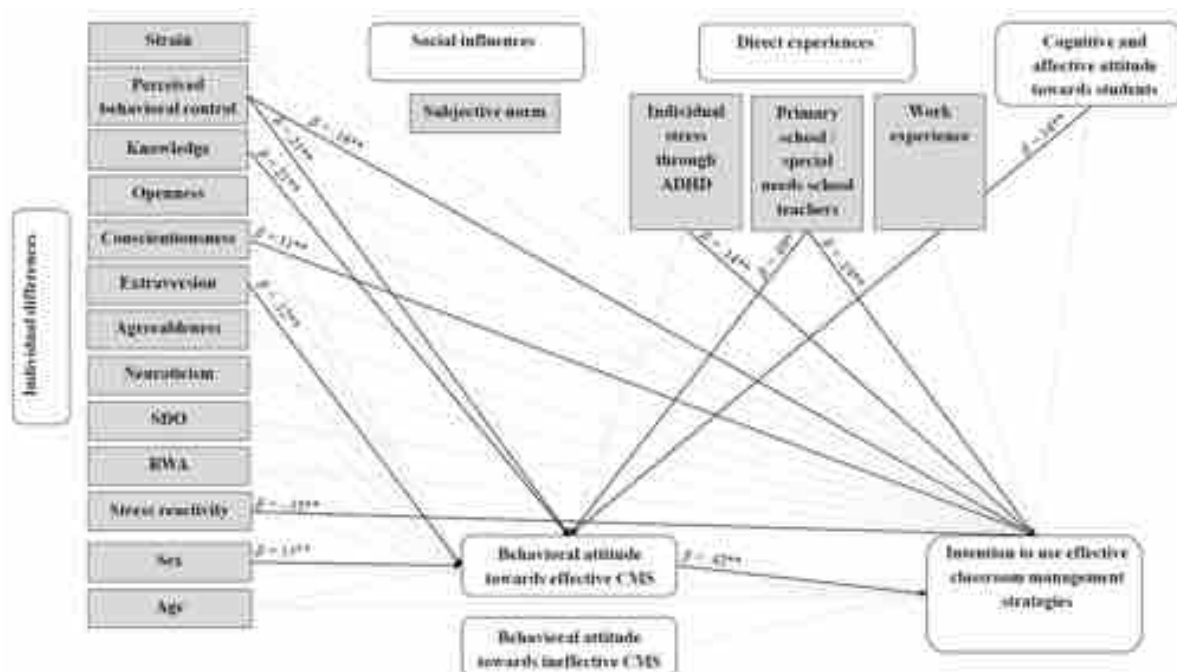 Strain
Perceived
behavioral control
Knowledge
Openness
Conscientiousness
Extraversion
Agreeableness
Neuroticism
SDO
RWA
Stress reactivity
Sex
Age
Individual differences
Social influences
Subjective norm
Direct experiences
Individual
stress
through
ADHD
Primary
school /
special
needs school
teachers
Work
experience
Cognitive and
affective attitude
towards students
Behavioral attitude
towards effective CMS
Behavioral attitude
towards ineffective CMS
Intention to use effective
classroom management
strategies